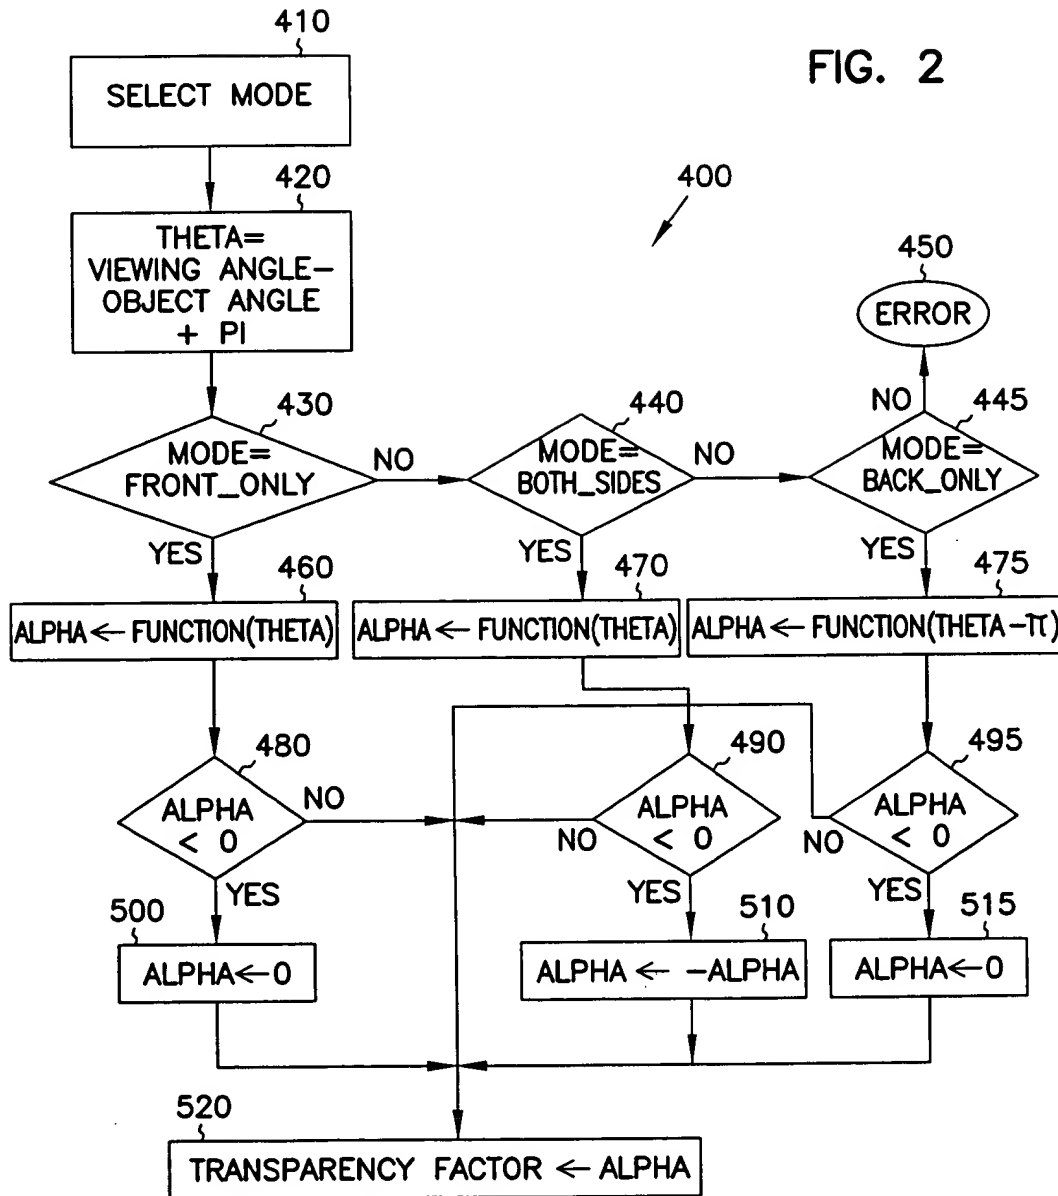 410
FIG. 2
SELECT MODE
400
420
THETA=
VIEWING ANGLE-
OBJECT ANGLE
+ PI
450
ERROR
430
MODE=
FRONT_ONLY
NO
440
MODE=
BOTH_SIDES
NO
NO
445
MODE=
BACK_ONLY
YES
YES
YES
460
ALPHA ← FUNCTION(THETA)
470
ALPHA ← FUNCTION(THETA)
475
ALPHA ← FUNCTION(THETA-π)
480
ALPHA
< 0
NO
490
ALPHA
< 0
NO
495
ALPHA
< 0
NO
YES
YES
YES
500
ALPHA←0
510
ALPHA ← -ALPHA
515
ALPHA←0
520
TRANSPARENCY FACTOR ← ALPHA